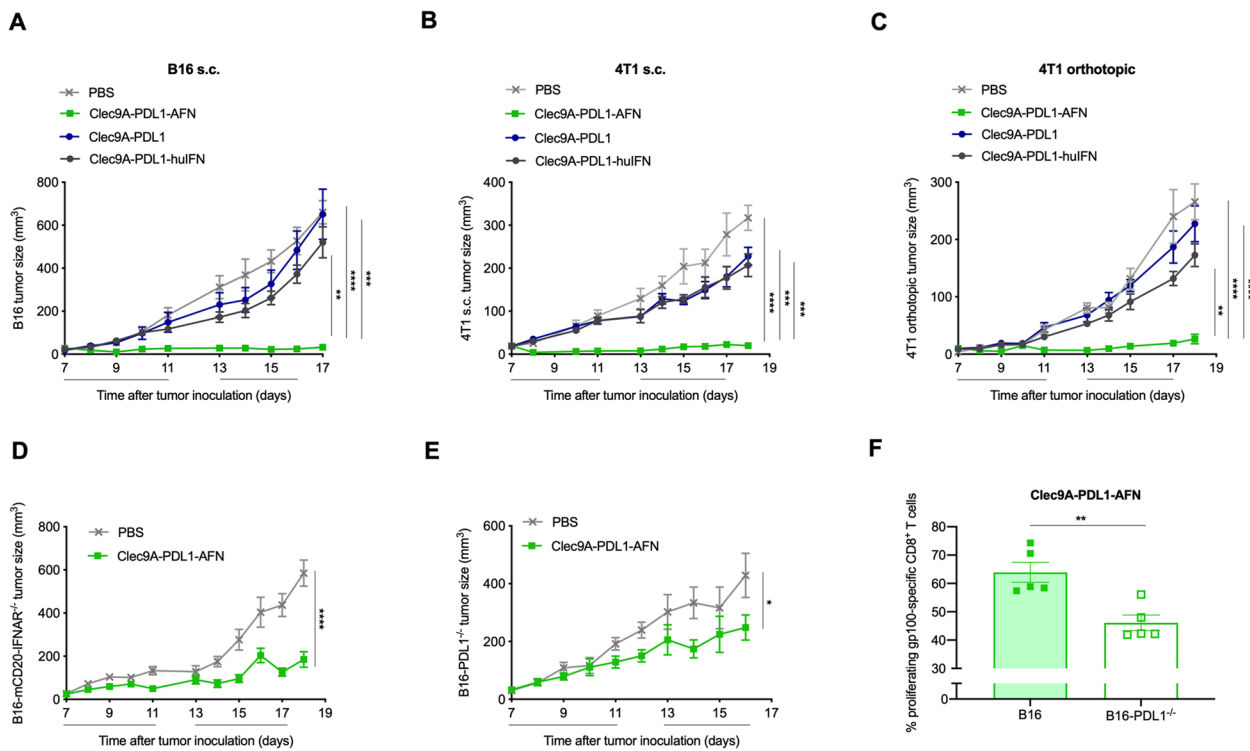 A
B16 s.c.
PBS
Clec9A-PDL1-AFN
Clec9A-PDL1
Clec9A-PDL1-huIFN
B16 tumor size (mm³)
800
600
400
200
0
7 9 11 13 15 17
Time after tumor inoculation (days)
**
****
***
B
4T1 s.c.
PBS
Clec9A-PDL1-AFN
Clec9A-PDL1
Clec9A-PDL1-huIFN
4T1 s.c. tumor size (mm³)
400
300
200
100
0
7 9 11 13 15 17 19
Time after tumor inoculation (days)
****
***
***
C
4T1 orthotopic
PBS
Clec9A-PDL1-AFN
Clec9A-PDL1
Clec9A-PDL1-huIFN
4T1 orthotopic tumor size (mm³)
300
200
100
0
7 9 11 13 15 17 19
Time after tumor inoculation (days)
**
****
D
PBS
Clec9A-PDL1-AFN
B16-mCD20-IFNAR⁻/⁻ tumor size (mm³)
800
600
400
200
0
7 9 11 13 15 17 19
Time after tumor inoculation (days)
****
E
PBS
Clec9A-PDL1-AFN
B16-PDL1⁻/⁻ tumor size (mm³)
600
400
200
0
7 9 11 13 15 17
Time after tumor inoculation (days)
*
F
Clec9A-PDL1-AFN
**
% proliferating gp100-specific CD8⁺ T cells
80
70
60
50
40
30
0
B16 B16-PDL1⁻/⁻